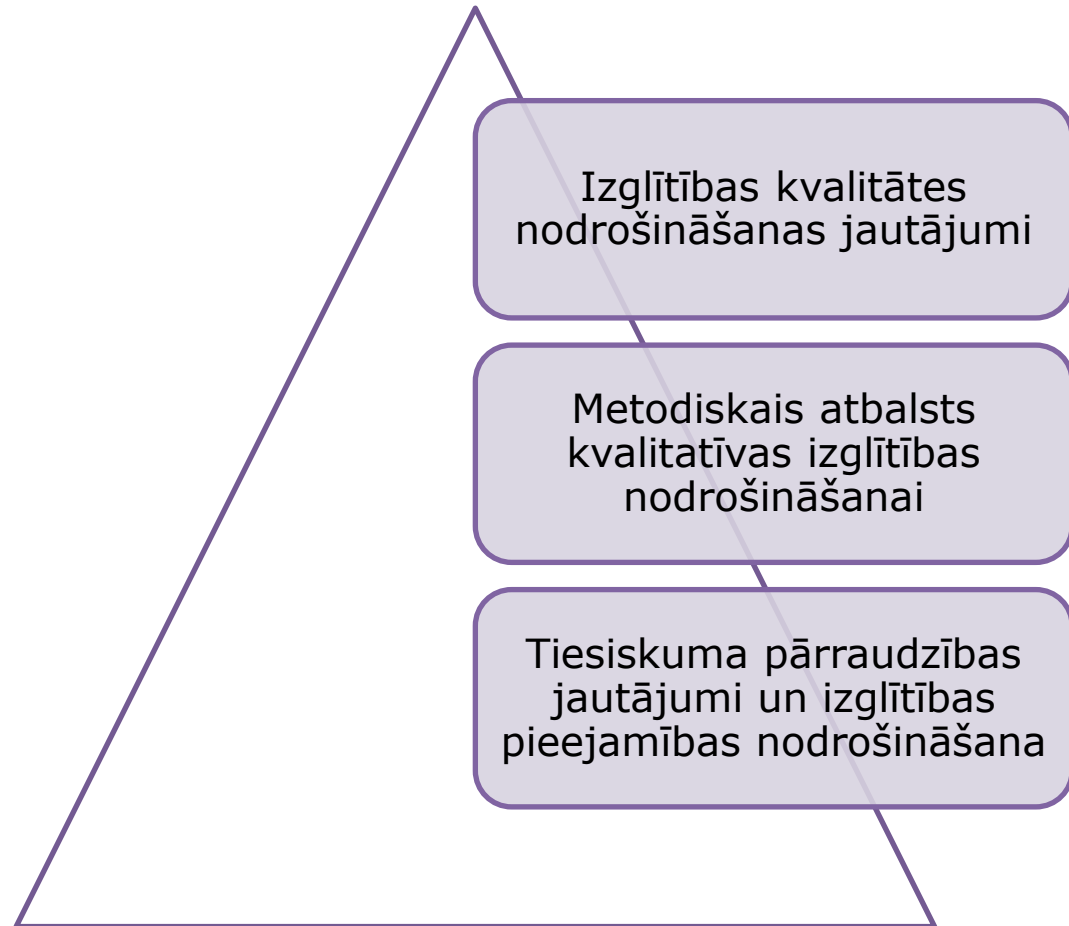 Izglītības kvalitātes
nodrošināšanas jautājumi
Metodiskais atbalsts
kvalitatīvas izglītības
nodrošināšanai
Tiesiskuma pārraudzības
jautājumi un izglītības
pieejamības nodrošināšana